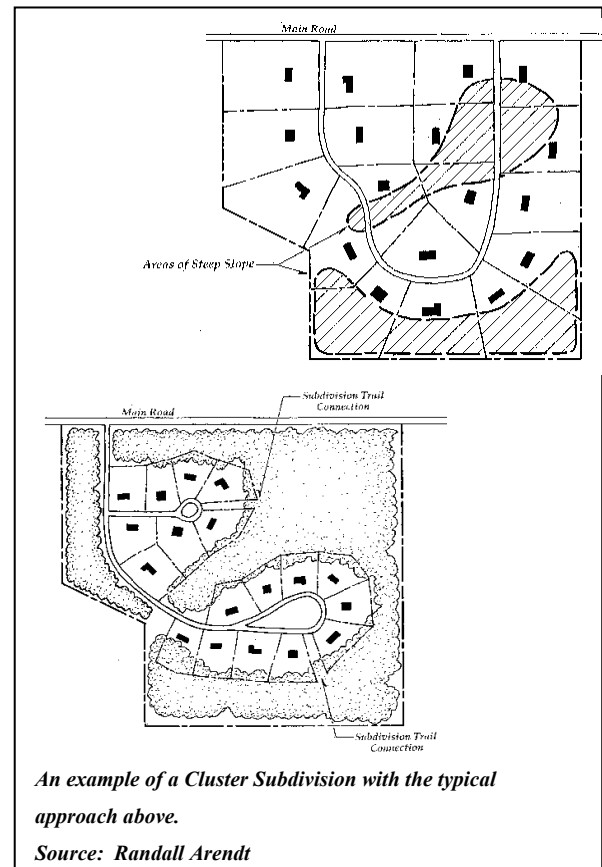 Main Road
Areas of Steep Slope
Subdivision Trail
Connection
Main Road
Subdivision Trail
Connection
An example of a Cluster Subdivision with the typical
approach above.
Source: Randall Arendt